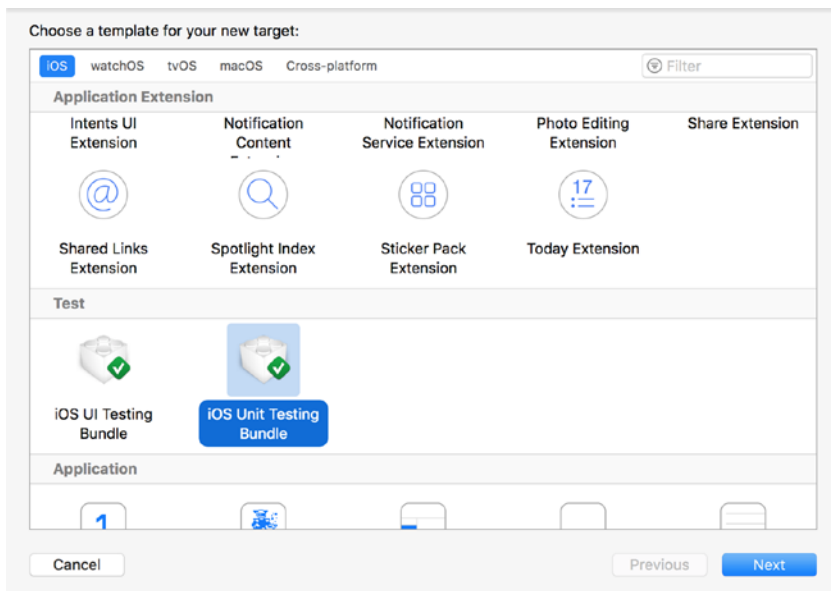 Choose a template for your new target:
iOS watchOS tvOS macOS Cross-platform Filter
Application Extension
Intents UI Notification Notification Photo Editing Share Extension
Extension Content Service Extension Extension
@ 17
Shared Links Spotlight Index Sticker Pack Today Extension
Extension Extension Extension
Test
iOS UI Testing iOS Unit Testing
Bundle Bundle
Application
1
Cancel Previous Next